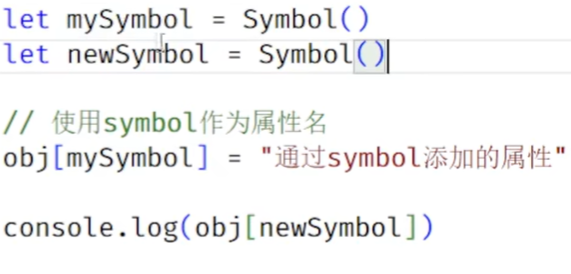 let mySymbol = Symbol()
let newSymbol = Symbol()
// 使用symbol作为属性名
obj[mySymbol] = "通过symbol添加的属性"
console.log(obj[newSymbol])